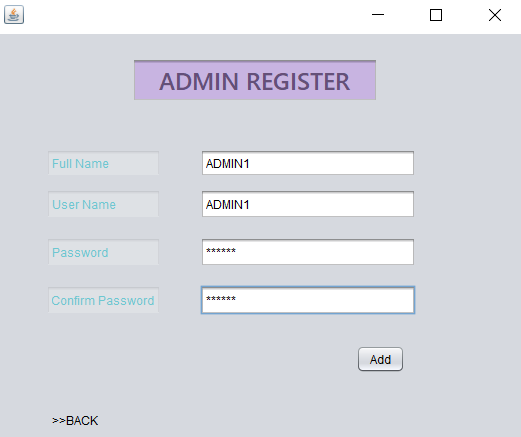 ADMIN REGISTER
Full Name ADMIN1
User Name ADMIN1
Password ******
Confirm Password ******
Add
>>BACK